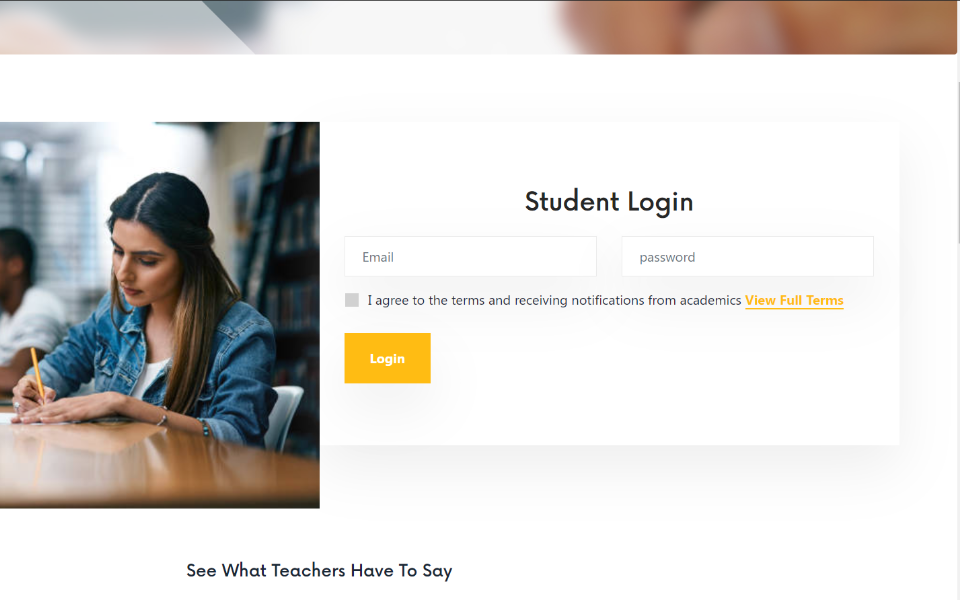 Student Login
Email
password
I agree to the terms and receiving notifications from academics View Full Terms
Login
See What Teachers Have To Say